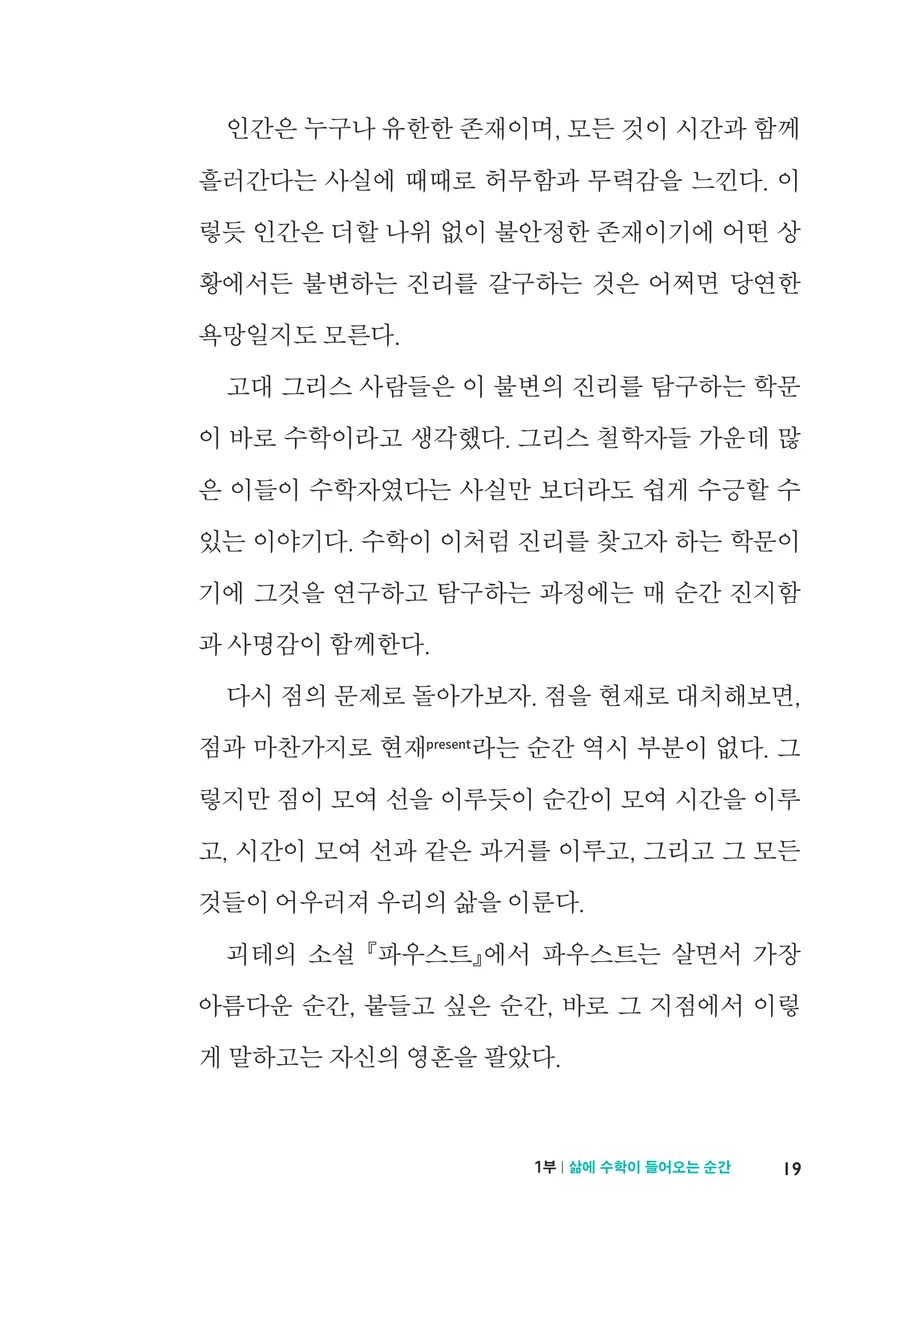 인간은 누구나 유한한 존재이며, 모든 것이 시간과 함께
흘러간다는 사실에 때때로 허무함과 무력감을 느낀다. 이
렇듯 인간은 더할 나위 없이 불안정한 존재이기에 어떤 상
황에서든 불변하는 진리를 갈구하는 것은 어쩌면 당연한
욕망일지도 모른다.
고대 그리스 사람들은 이 불변의 진리를 탐구하는 학문
이 바로 수학이라고 생각했다. 그리스 철학자들 가운데 많
은 이들이 수학자였다는 사실만 보더라도 쉽게 수긍할 수
있는 이야기다. 수학이 이처럼 진리를 찾고자 하는 학문이
기에 그것을 연구하고 탐구하는 과정에는 매 순간 진지함
과 사명감이 함께한다.
다시 점의 문제로 돌아가보자. 점을 현재로 대치해보면,
점과 마찬가지로 현재present라는 순간 역시 부분이 없다. 그
렇지만 점이 모여 선을 이루듯이 순간이 모여 시간을 이루
고, 시간이 모여 선과 같은 과거를 이루고, 그리고 그 모든
것들이 어우러져 우리의 삶을 이룬다.
괴테의 소설 『파우스트』에서 파우스트는 살면서 가장
아름다운 순간, 붙들고 싶은 순간, 바로 그 지점에서 이렇
게 말하고는 자신의 영혼을 팔았다.
1부 | 삶에 수학이 들어오는 순간 19